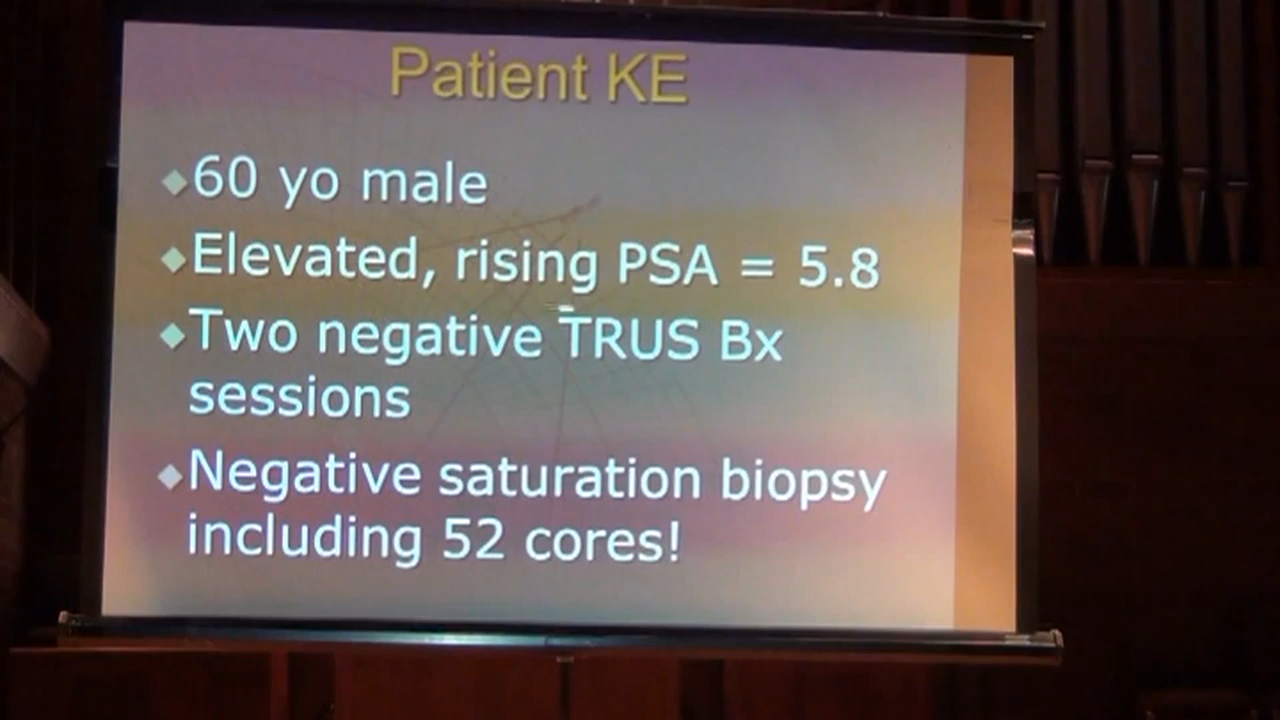 Patient KE
◆60 yo male
◆Elevated, rising PSA = 5.8
◆Two negative TRUS Bx
sessions
◆Negative saturation biopsy
including 52 cores!